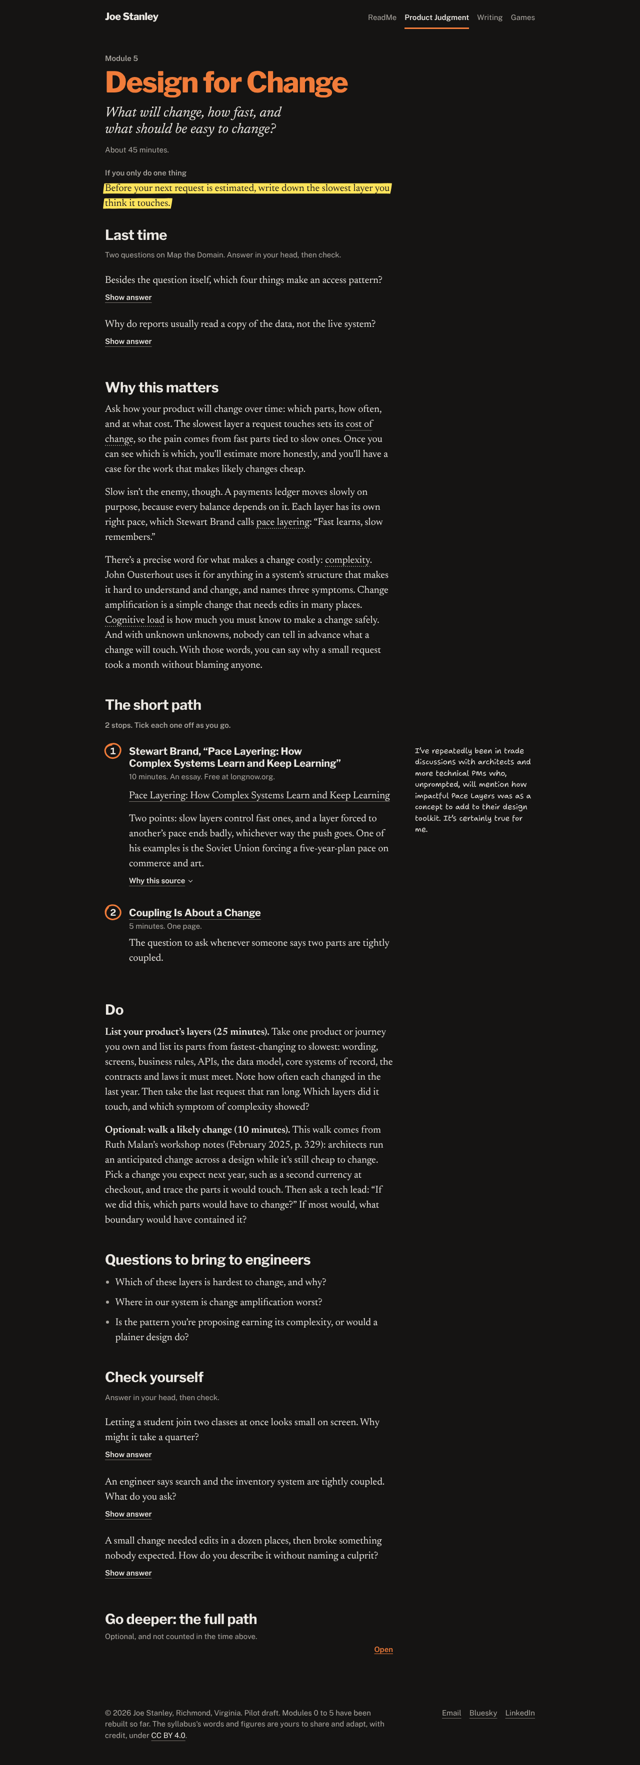 Joe Stanley
ReadMe Product Judgment Writing Games
Module 5
Design for Change
What will change, how fast, and
what should be easy to change?
About 45 minutes.
If you only do one thing
Before your next request is estimated, write down the slowest layer you
think it touches.
Last time
Two questions on Map the Domain. Answer in your head, then check.
Besides the question itself, which four things make an access pattern?
Show answer
Why do reports usually read a copy of the data, not the live system?
Show answer
Why this matters
Ask how your product will change over time: which parts, how often,
and at what cost. The slowest layer a request touches sets its cost of
change, so the pain comes from fast parts tied to slow ones. Once you
can see which is which, you’ll estimate more honestly, and you’ll have a
case for the work that makes likely changes cheap.
Slow isn’t the enemy, though. A payments ledger moves slowly on
purpose, because every balance depends on it. Each layer has its own
right pace, which Stewart Brand calls pace layering: “Fast learns, slow
remembers.”
There’s a precise word for what makes a change costly: complexity.
John Ousterhout uses it for anything in a system’s structure that makes
it hard to understand and change, and names three symptoms. Change
amplification is a simple change that needs edits in many places.
Cognitive load is how much you must know to make a change safely.
And with unknown unknowns, nobody can tell in advance what a
change will touch. With those words, you can say why a small request
took a month without blaming anyone.
The short path
2 stops. Tick each one off as you go.
1
Stewart Brand, “Pace Layering: How
Complex Systems Learn and Keep Learning”
10 minutes. An essay. Free at longnow.org.
Pace Layering: How Complex Systems Learn and Keep Learning
Two points: slow layers control fast ones, and a layer forced to
another’s pace ends badly, whichever way the push goes. One of
his examples is the Soviet Union forcing a five-year-plan pace on
commerce and art.
Why this source
I’ve repeatedly been in trade
discussions with architects and
more technical PMs who,
unprompted, will mention how
impactful Pace Layers was as a
concept to add to their design
toolkit. It’s certainly true for
me.
2
Coupling Is About a Change
5 minutes. One page.
The question to ask whenever someone says two parts are tightly
coupled.
Do
List your product’s layers (25 minutes). Take one product or journey
you own and list its parts from fastest-changing to slowest: wording,
screens, business rules, APIs, the data model, core systems of record, the
contracts and laws it must meet. Note how often each changed in the
last year. Then take the last request that ran long. Which layers did it
touch, and which symptom of complexity showed?
Optional: walk a likely change (10 minutes). This walk comes from
Ruth Malan’s workshop notes (February 2025, p. 329): architects run
an anticipated change across a design while it’s still cheap to change.
Pick a change you expect next year, such as a second currency at
checkout, and trace the parts it would touch. Then ask a tech lead: “If
we did this, which parts would have to change?” If most would, what
boundary would have contained it?
Questions to bring to engineers
Which of these layers is hardest to change, and why?
Where in our system is change amplification worst?
Is the pattern you’re proposing earning its complexity, or would a
plainer design do?
Check yourself
Answer in your head, then check.
Letting a student join two classes at once looks small on screen. Why
might it take a quarter?
Show answer
An engineer says search and the inventory system are tightly coupled.
What do you ask?
Show answer
A small change needed edits in a dozen places, then broke something
nobody expected. How do you describe it without naming a culprit?
Show answer
Go deeper: the full path
Optional, and not counted in the time above.
Open
© 2026 Joe Stanley, Richmond, Virginia. Pilot draft. Modules 0 to 5 have been
rebuilt so far. The syllabus’s words and figures are yours to share and adapt, with
credit, under CC BY 4.0.
Email Bluesky LinkedIn